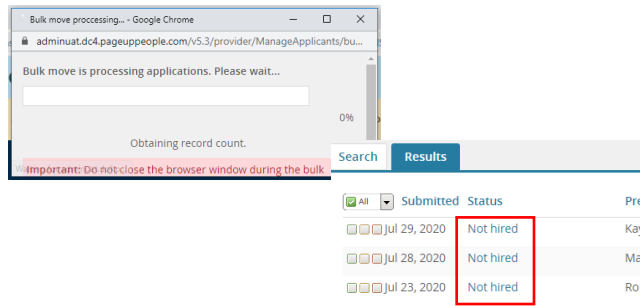 Bulk move proccessing... - Google Chrome
adminuat.dc4.pageuppeople.com/v5.3/provider/ManageApplicants/bu...
Bulk move is processing applications. Please wait...
0%
Obtaining record count.
Important: Do not close the browser window during the bulk
Search Results
All Submitted Status
Jul 29, 2020 Not hired
Jul 28, 2020 Not hired
Jul 23, 2020 Not hired